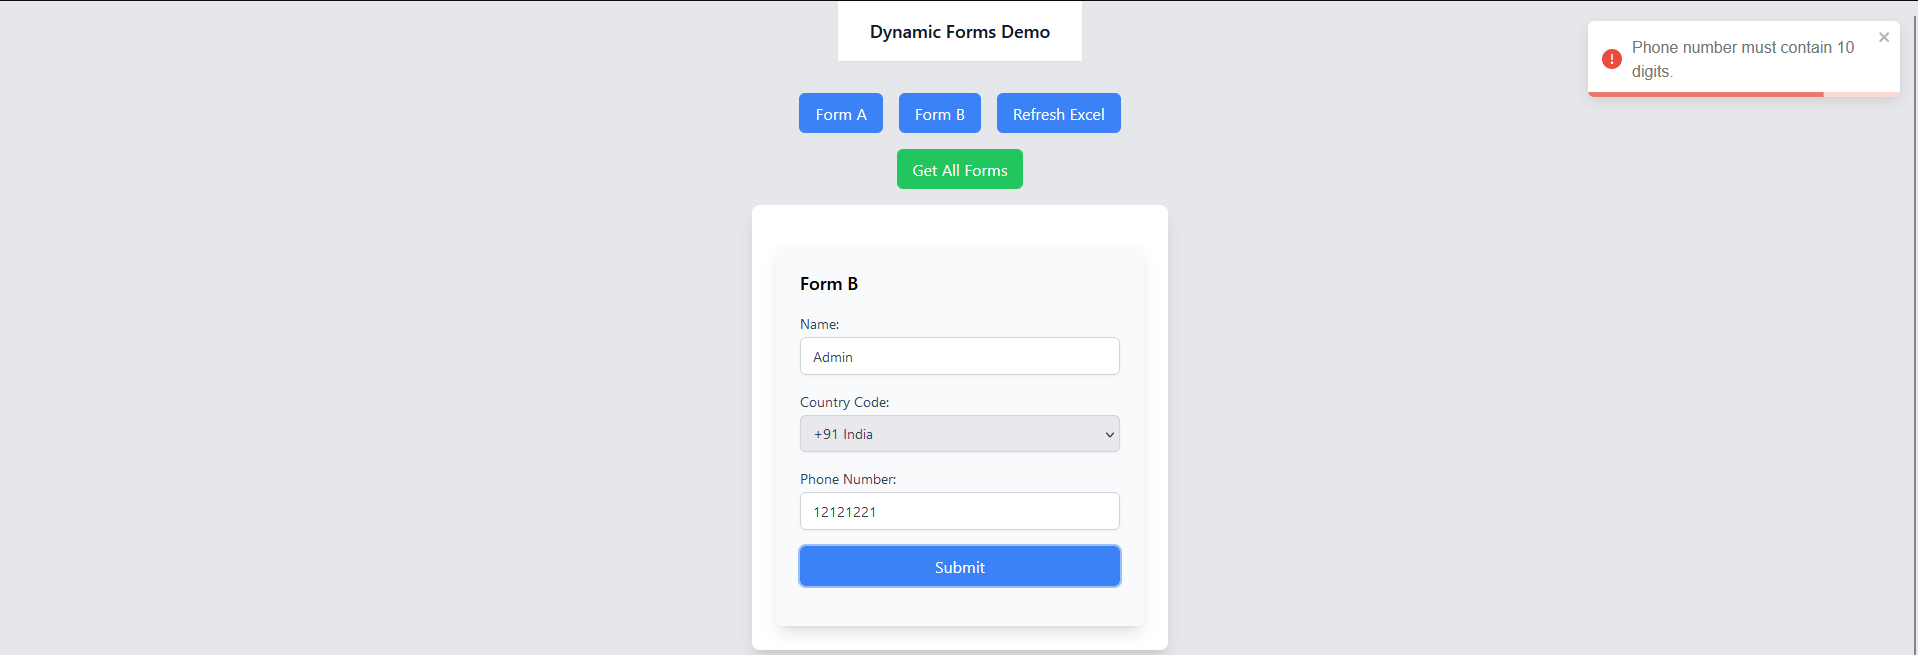 Dynamic Forms Demo
Phone number must contain 10
digits.
Form A
Form B
Refresh Excel
Get All Forms
Form B
Name:
Admin
Country Code:
+91 India
Phone Number:
12121221
Submit